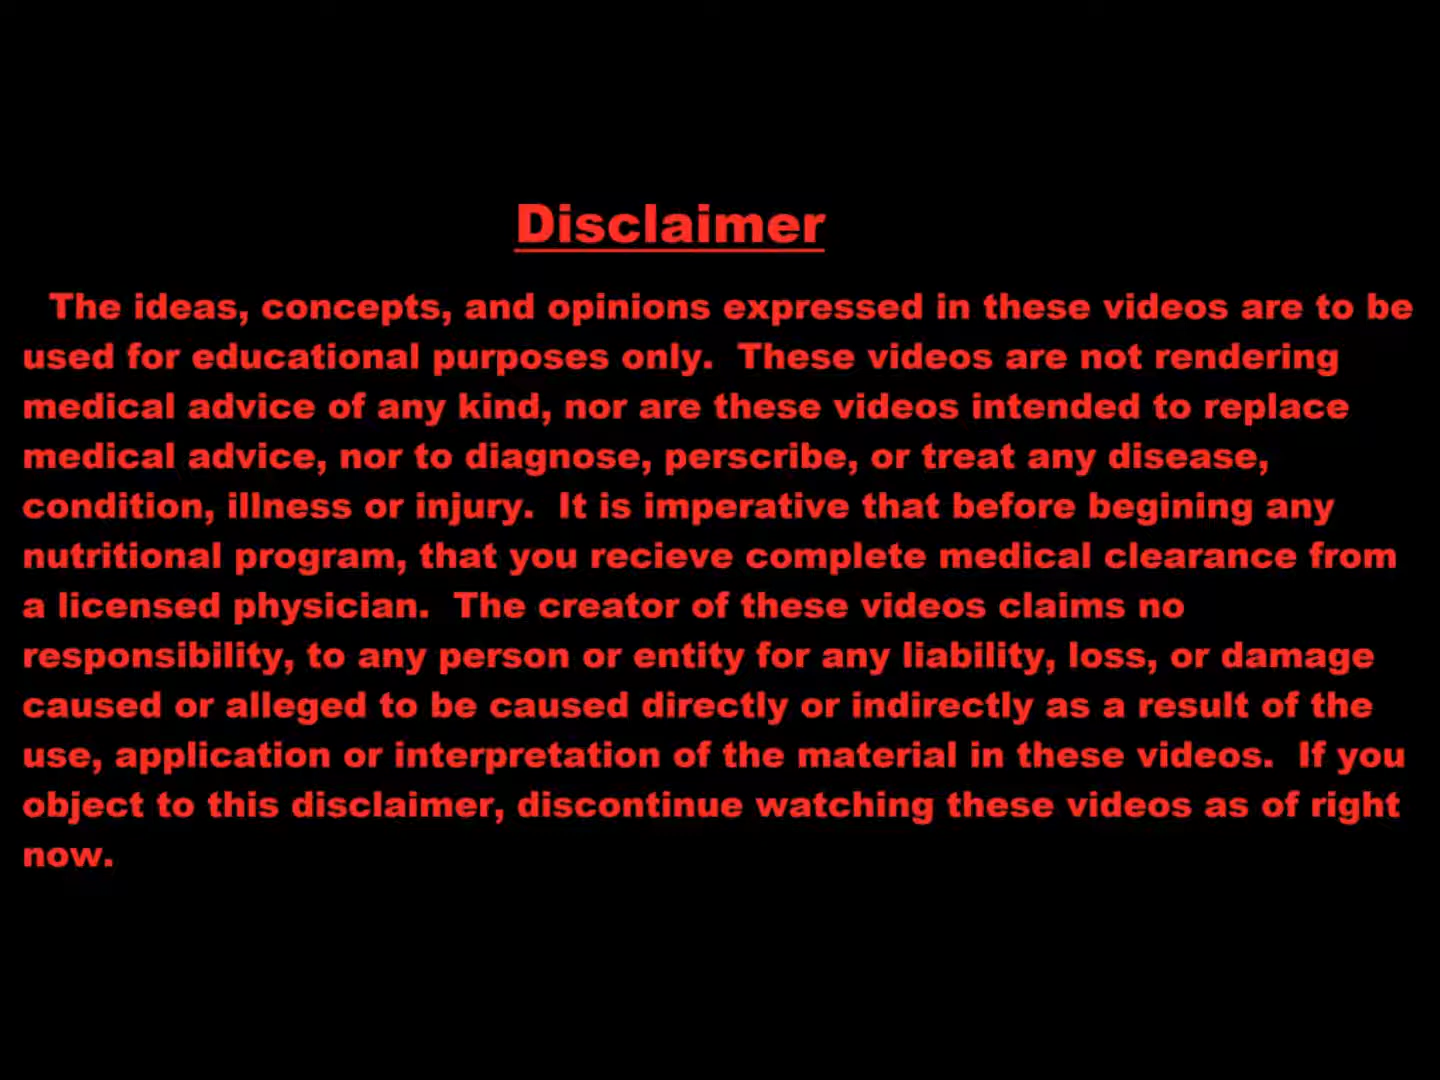 Disclaimer
The ideas, concepts, and opinions expressed in these videos are to be
used for educational purposes only. These videos are not rendering
medical advice of any kind, nor are these videos intended to replace
medical advice, nor to diagnose, perscribe, or treat any disease,
condition, illness or injury. It is imperative that before begining any
nutritional program, that you recieve complete medical clearance from
a licensed physician. The creator of these videos claims no
responsibility, to any person or entity for any liability, loss, or damage
caused or alleged to be caused directly or indirectly as a result of the
use, application or interpretation of the material in these videos. If you
object to this disclaimer, discontinue watching these videos as of right
now.